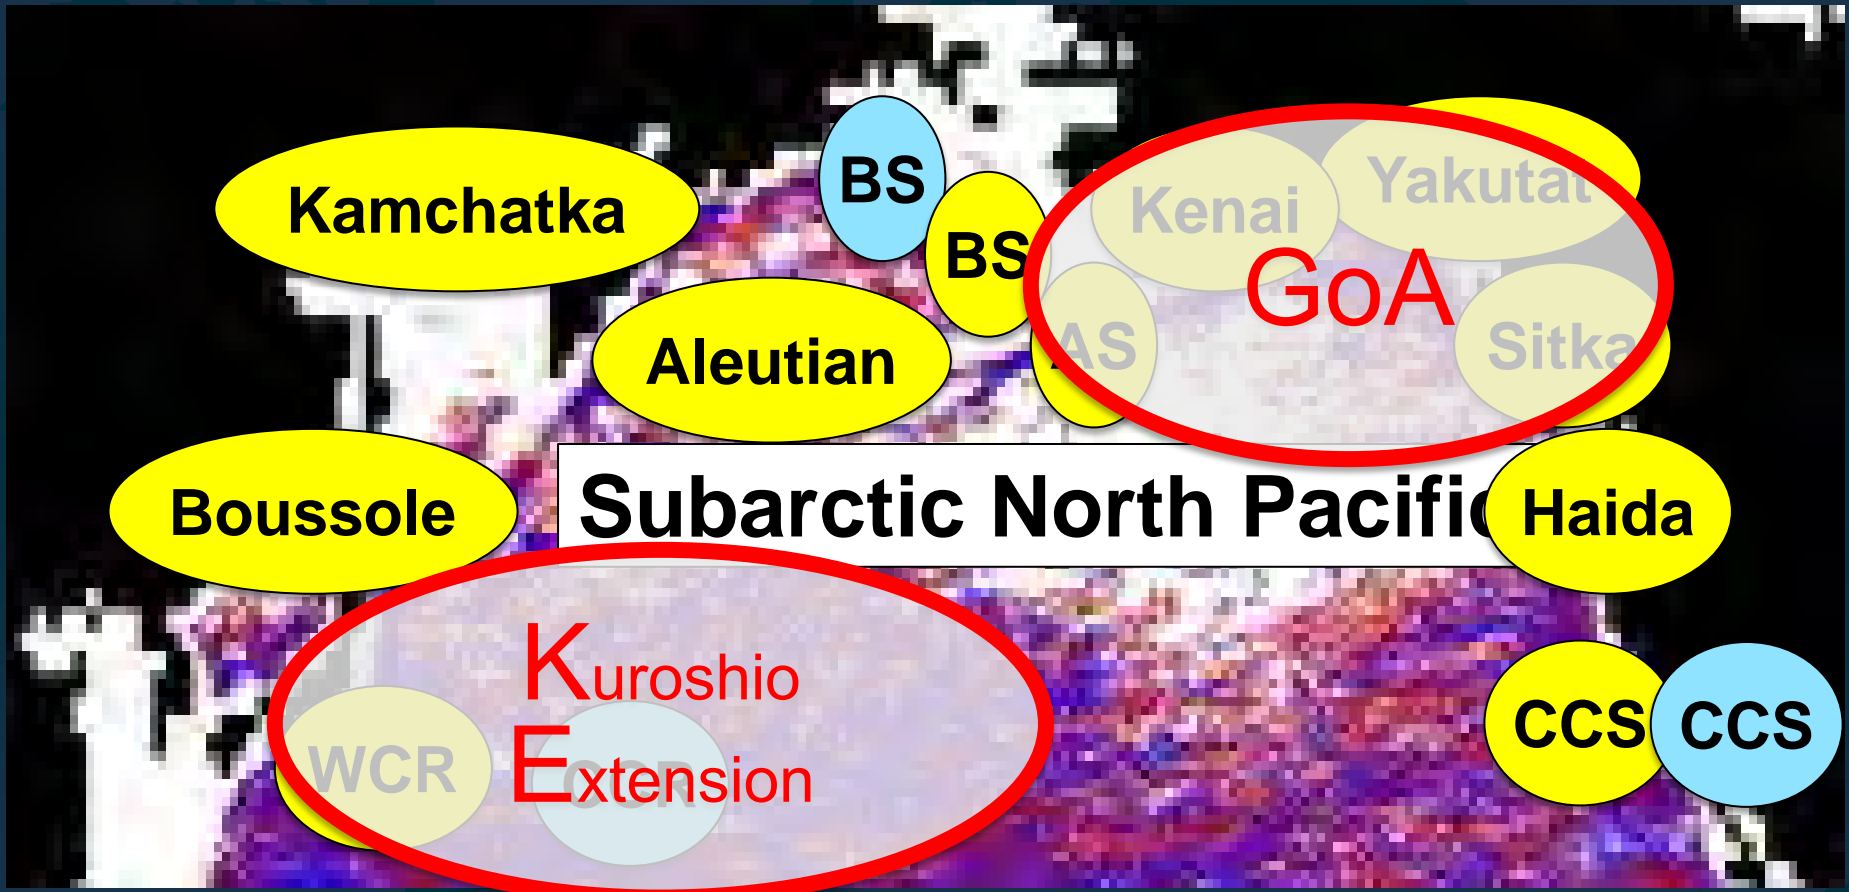 BS
Kamchatka
BS
Kenai
Yakutat
GoA
Aleutian
AS
Sitka
Boussole
Subarctic North Pacific
Haida
Kuroshio
Extension
WCR
CCR
CCS
CCS